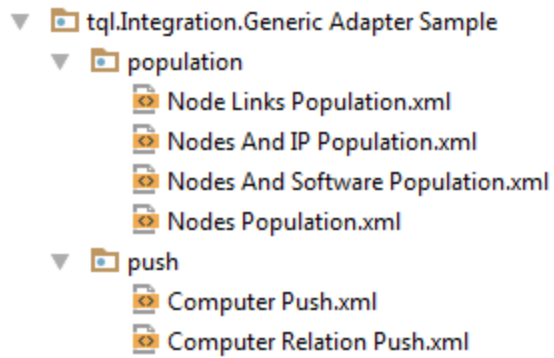 tql.Integration.Generic Adapter Sample
population
Node Links Population.xml
Nodes And IP Population.xml
Nodes And Software Population.xml
Nodes Population.xml
push
Computer Push.xml
Computer Relation Push.xml